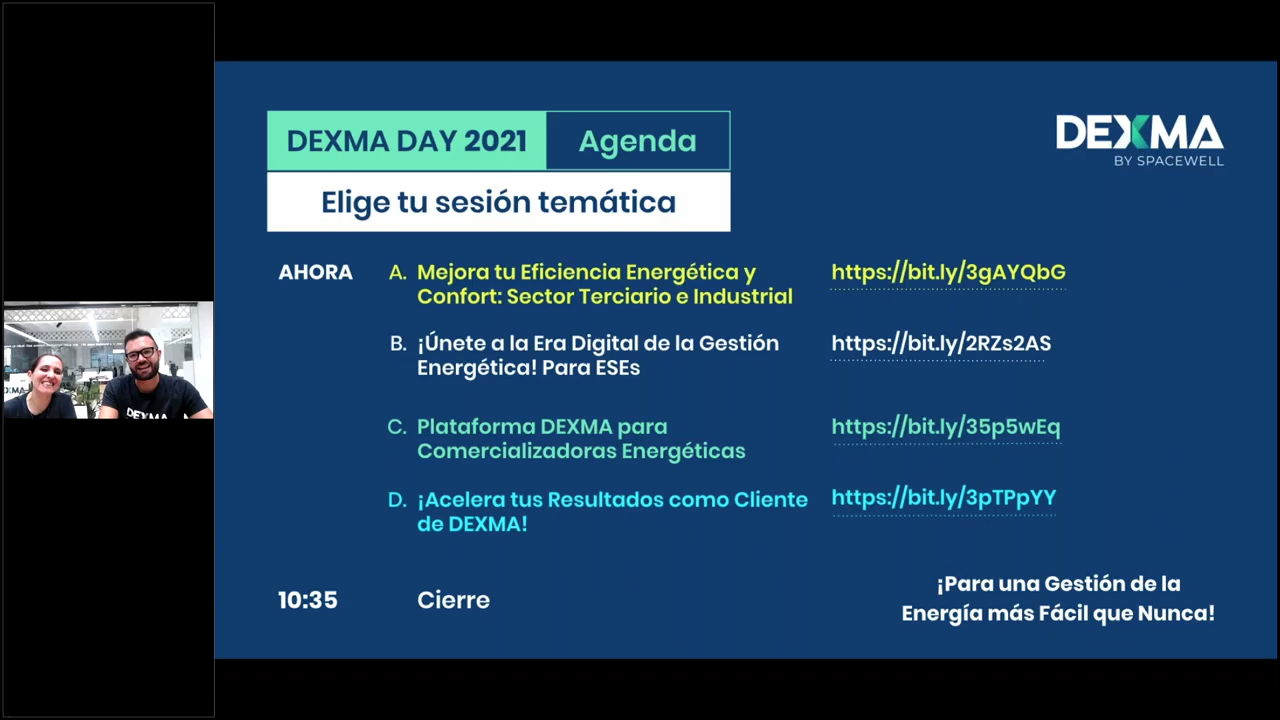 DEXMA DAY 2021 Agenda
DEXMA
BY SPACEWELL
Elige tu sesión temática
AHORA A. Mejora tu Eficiencia Energética y https://bit.ly/3gAYQbG
Confort: Sector Terciario e Industrial
B. ¡Únete a la Era Digital de la Gestión https://bit.ly/2RZs2AS
Energética! Para ESEs
C. Plataforma DEXMA para https://bit.ly/35p5wEq
Comercializadoras Energéticas
D. ¡Acelera tus Resultados como Cliente https://bit.ly/3pTPpYY
de DEXMA!
10:35 Cierre
¡Para una Gestión de la
Energía más Fácil que Nunca!
DEXMA